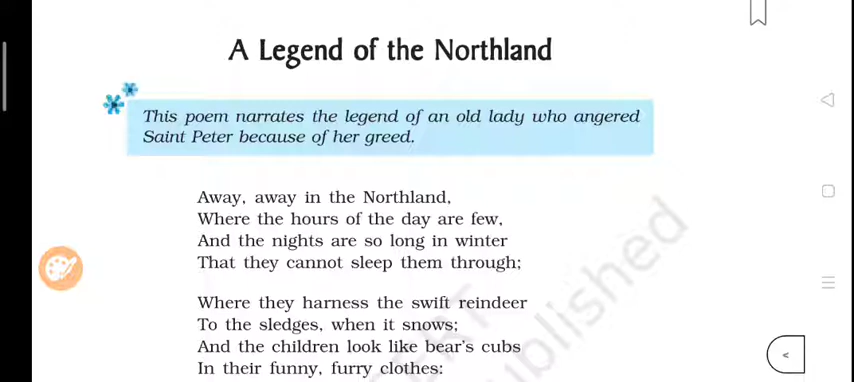 A Legend of the Northland
This poem narrates the legend of an old lady who angered
Saint Peter because of her greed.
Away, away in the Northland,
Where the hours of the day are few,
And the nights are so long in winter
That they cannot sleep them through;
Where they harness the swift reindeer
To the sledges, when it snows;
And the children look like bear's cubs
In their funny, furry clothes: